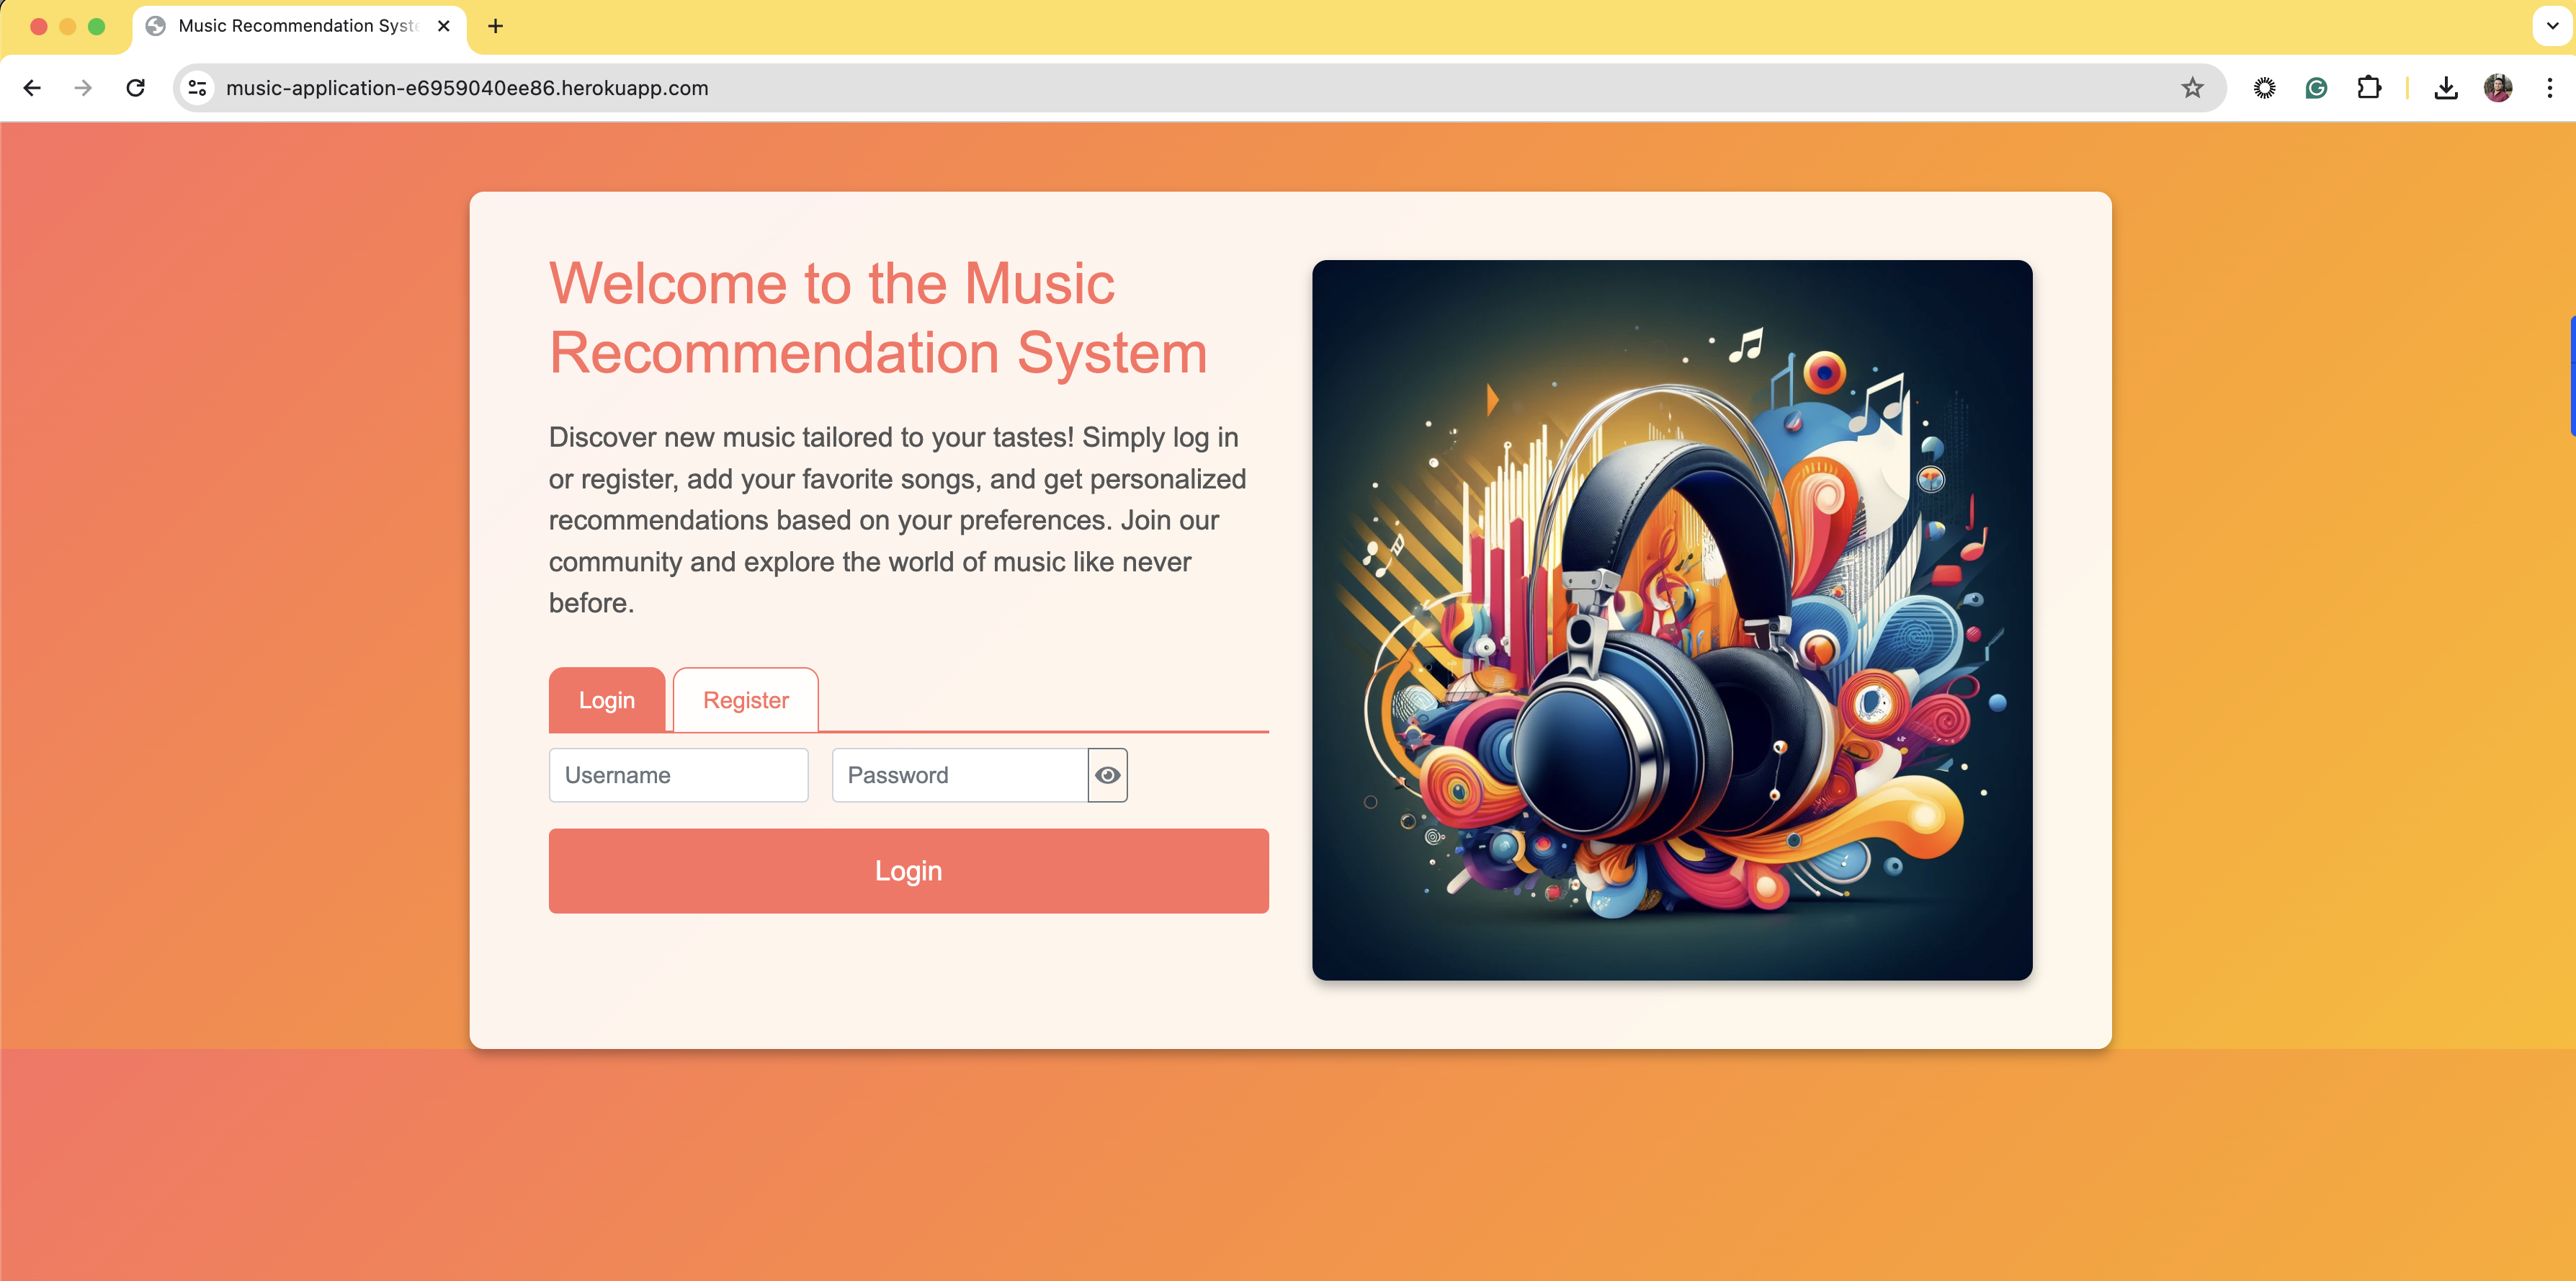 Music Recommendation Syst
music-application-e6959040ee86.herokuapp.com
Welcome to the Music
Recommendation System
Discover new music tailored to your tastes! Simply log in
or register, add your favorite songs, and get personalized
recommendations based on your preferences. Join our
community and explore the world of music like never
before.
Login Register
Username Password
Login